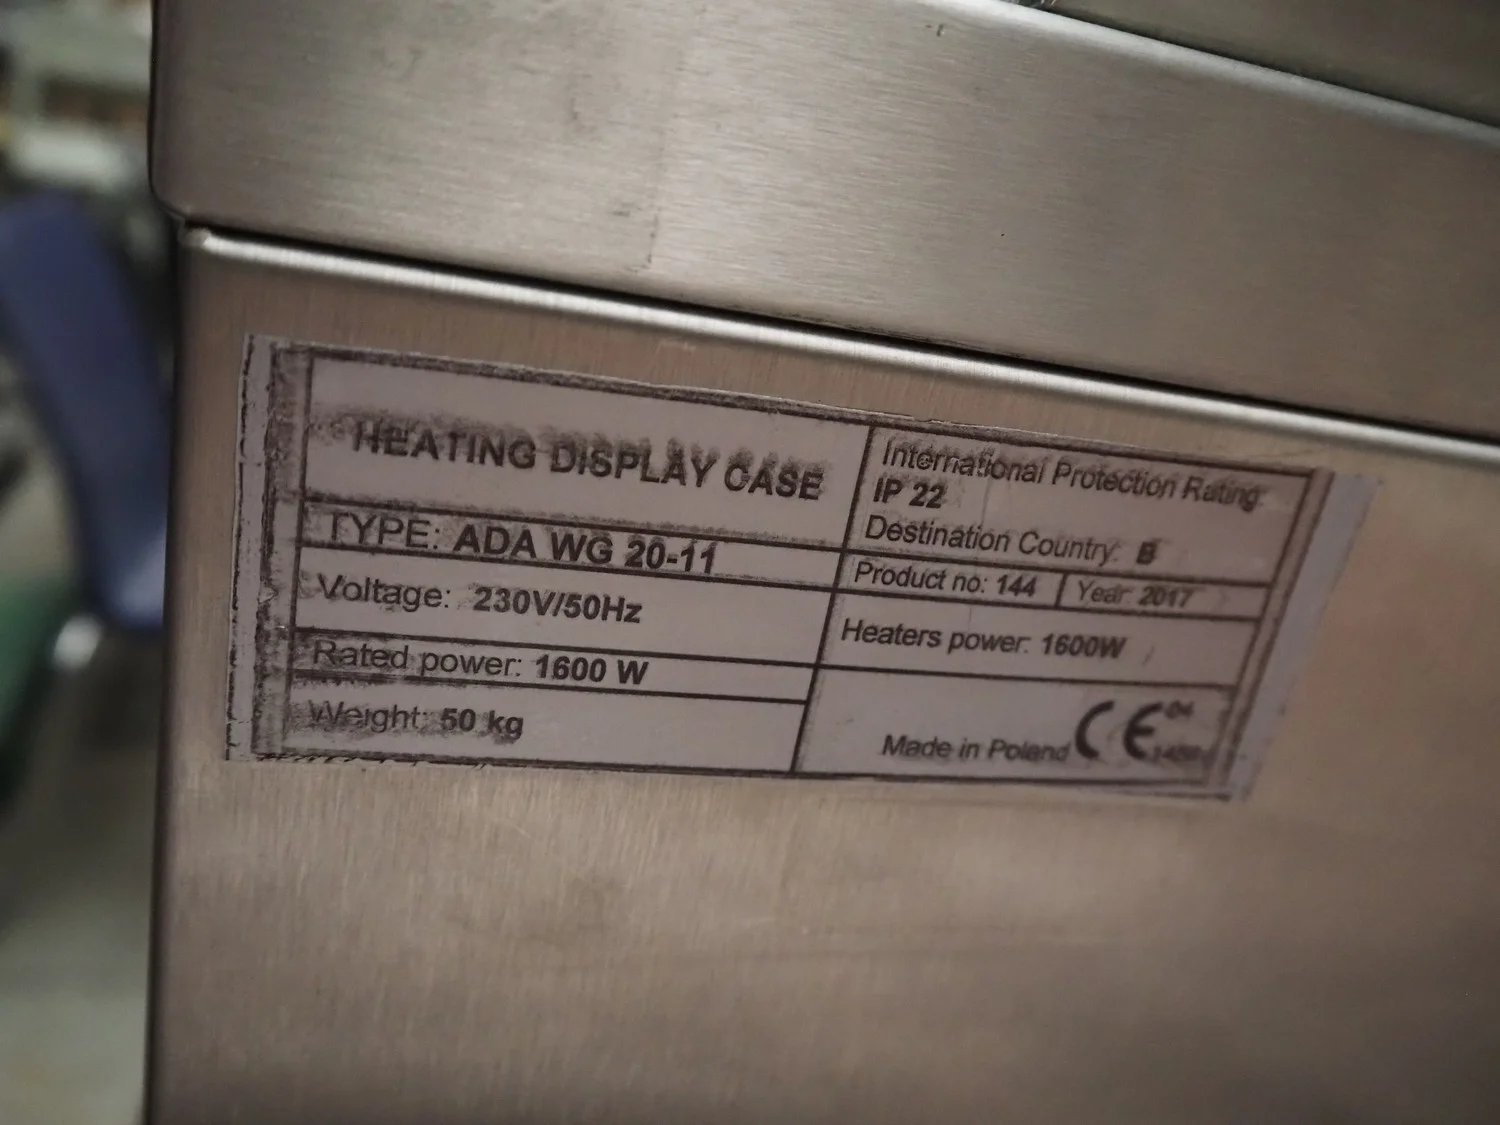 HEATING DISPLAY CASE
TYPE: ADA WG 20-11
Voltage: 230V/50Hz
Rated power: 1600 W
Weight: 50 kg
International Protection Rating:
IP 22
Destination Country: B
Product no: 144 Year: 2017
Heaters power: 1600W
Made in Poland CE